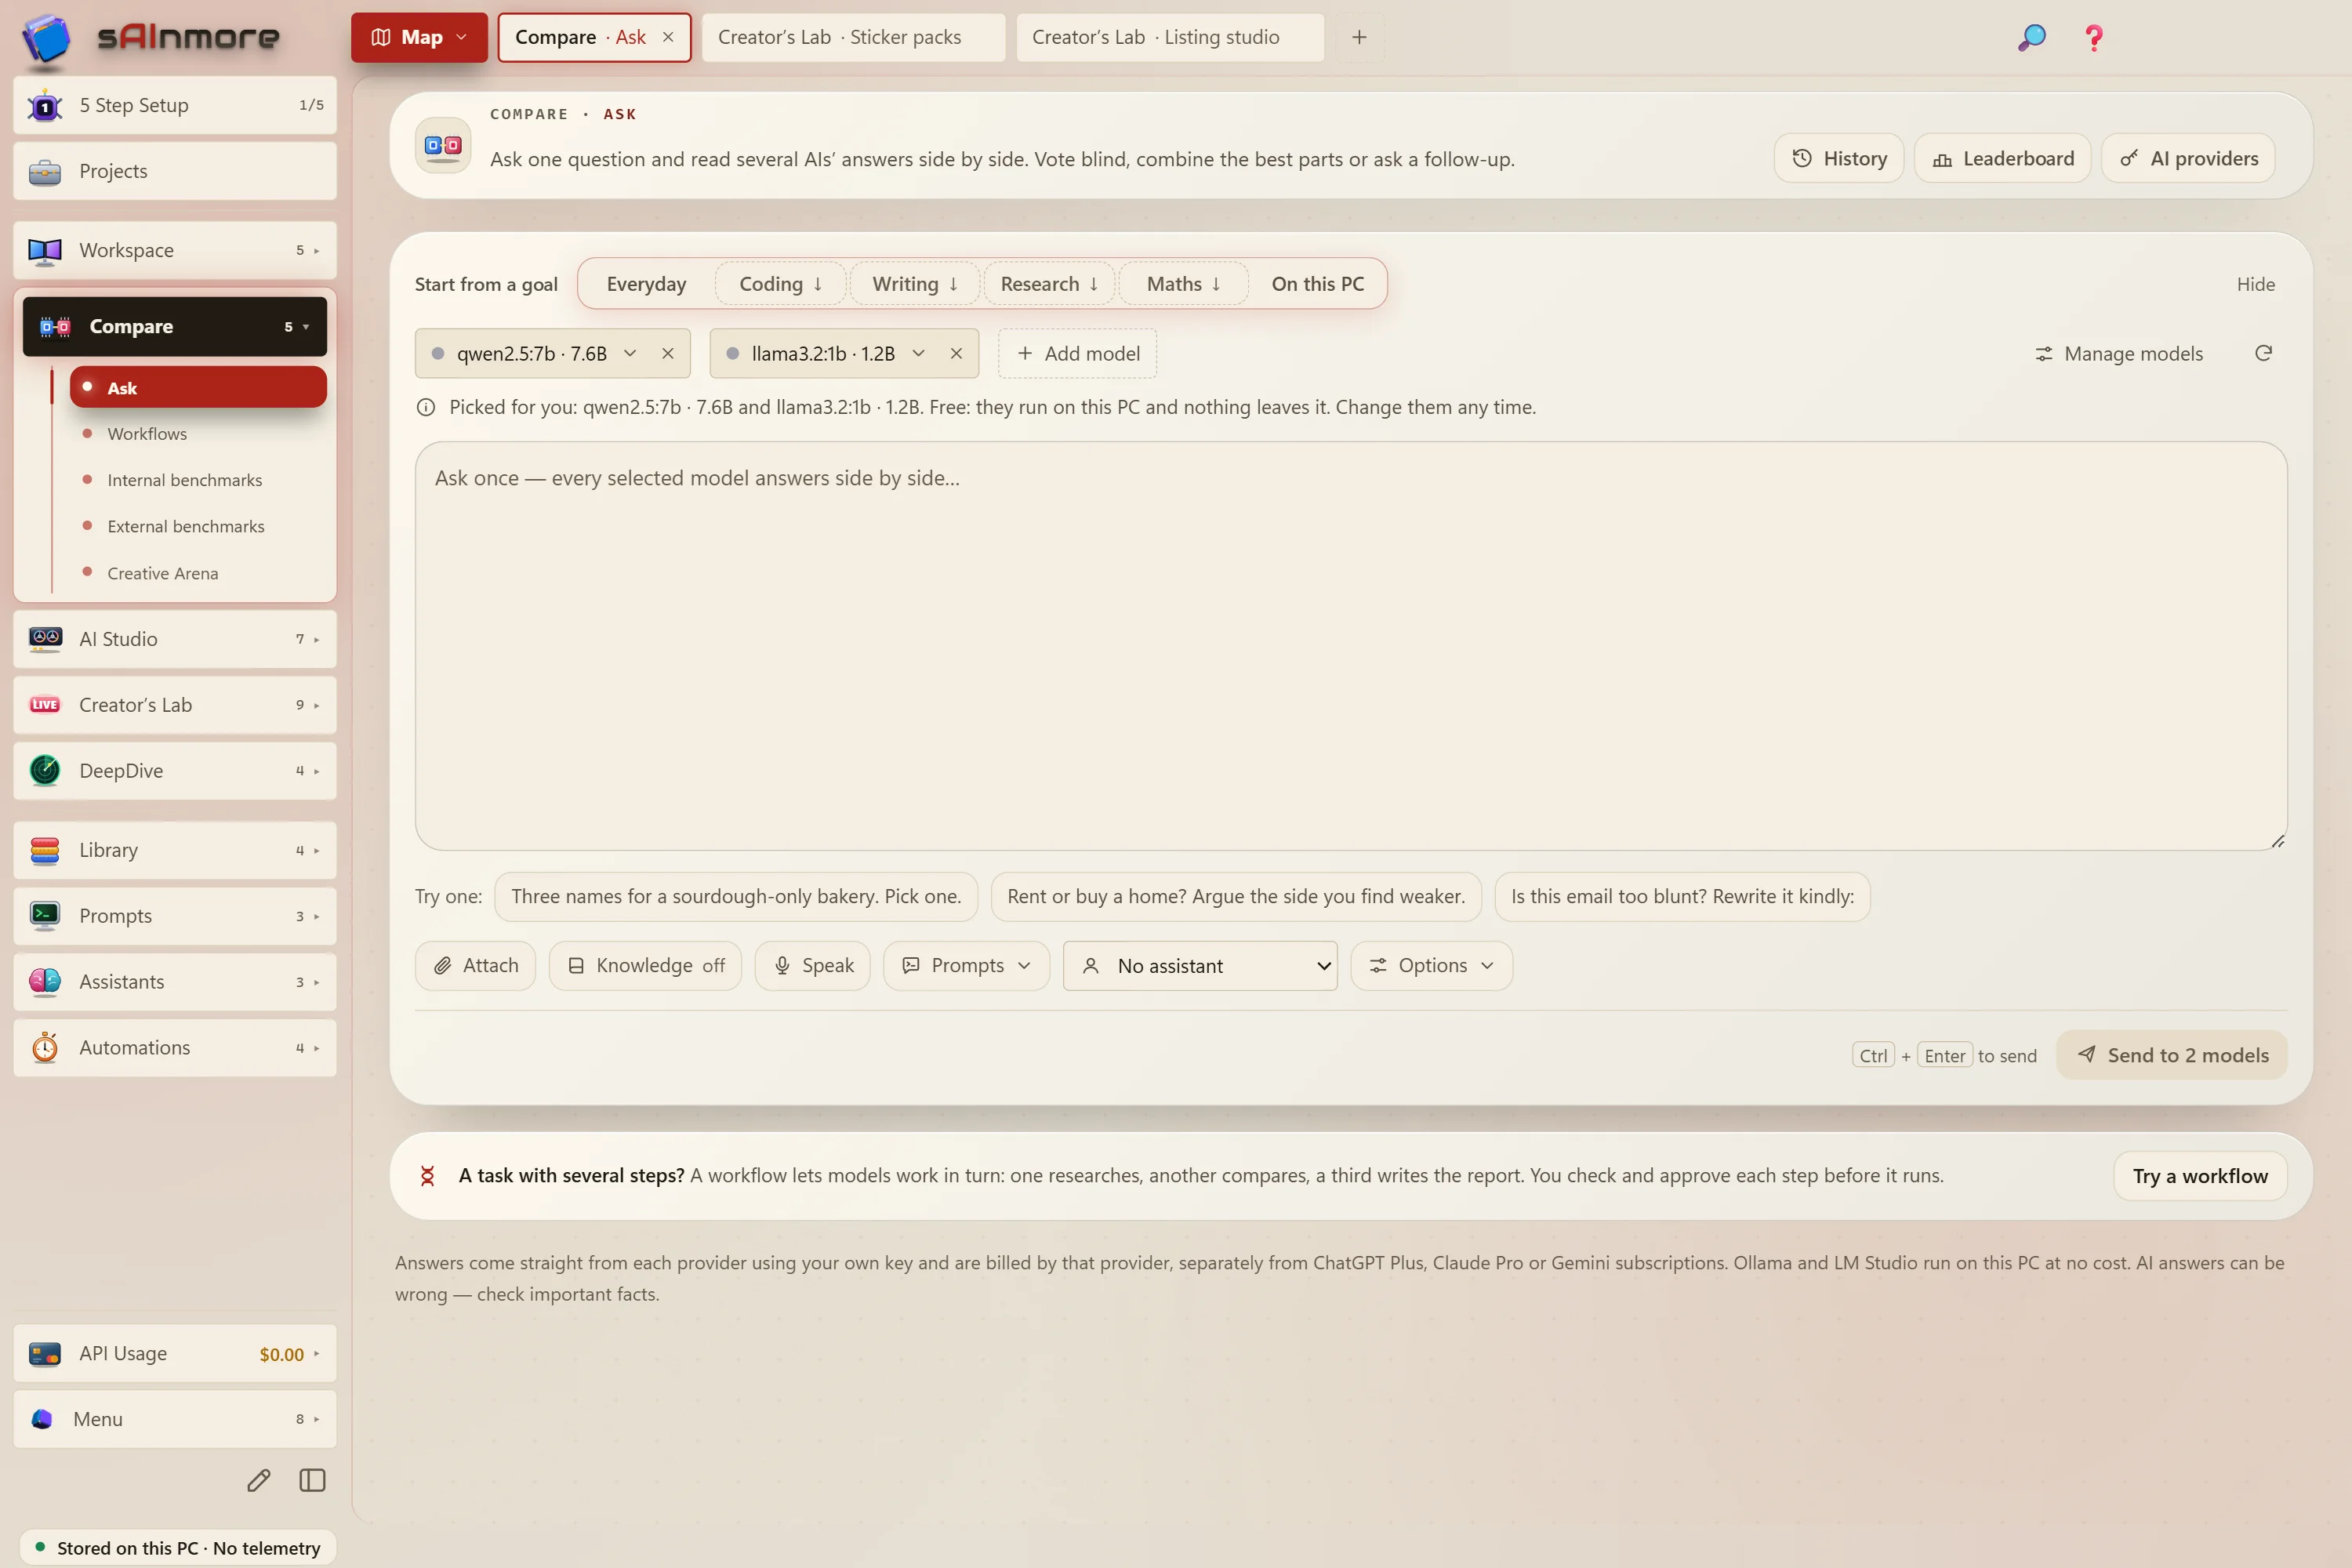 sAInmore
Map
Compare · Ask
Creator’s Lab · Sticker packs
Creator’s Lab · Listing studio
5 Step Setup 1/5
Projects
Workspace 5
Compare 5
Ask
Workflows
Internal benchmarks
External benchmarks
Creative Arena
AI Studio 7
LIVE Creator’s Lab 9
DeepDive 4
Library 4
Prompts 3
Assistants 3
Automations 4
API Usage $0.00
Menu 8
Stored on this PC · No telemetry
COMPARE · ASK
Ask one question and read several AIs’ answers side by side. Vote blind, combine the best parts or ask a follow-up.
History
Leaderboard
AI providers
Start from a goal
Everyday
Coding ↓
Writing ↓
Research ↓
Maths ↓
On this PC
Hide
qwen2.5:7b · 7.6B
llama3.2:1b · 1.2B
+ Add model
Manage models
Picked for you: qwen2.5:7b · 7.6B and llama3.2:1b · 1.2B. Free: they run on this PC and nothing leaves it. Change them any time.
Ask once — every selected model answers side by side...
Try one:
Three names for a sourdough-only bakery. Pick one.
Rent or buy a home? Argue the side you find weaker.
Is this email too blunt? Rewrite it kindly:
Attach
Knowledge off
Speak
Prompts
No assistant
Options
Ctrl + Enter to send
Send to 2 models
A task with several steps? A workflow lets models work in turn: one researches, another compares, a third writes the report. You check and approve each step before it runs.
Try a workflow
Answers come straight from each provider using your own key and are billed by that provider, separately from ChatGPT Plus, Claude Pro or Gemini subscriptions. Ollama and LM Studio run on this PC at no cost. AI answers can be
wrong — check important facts.